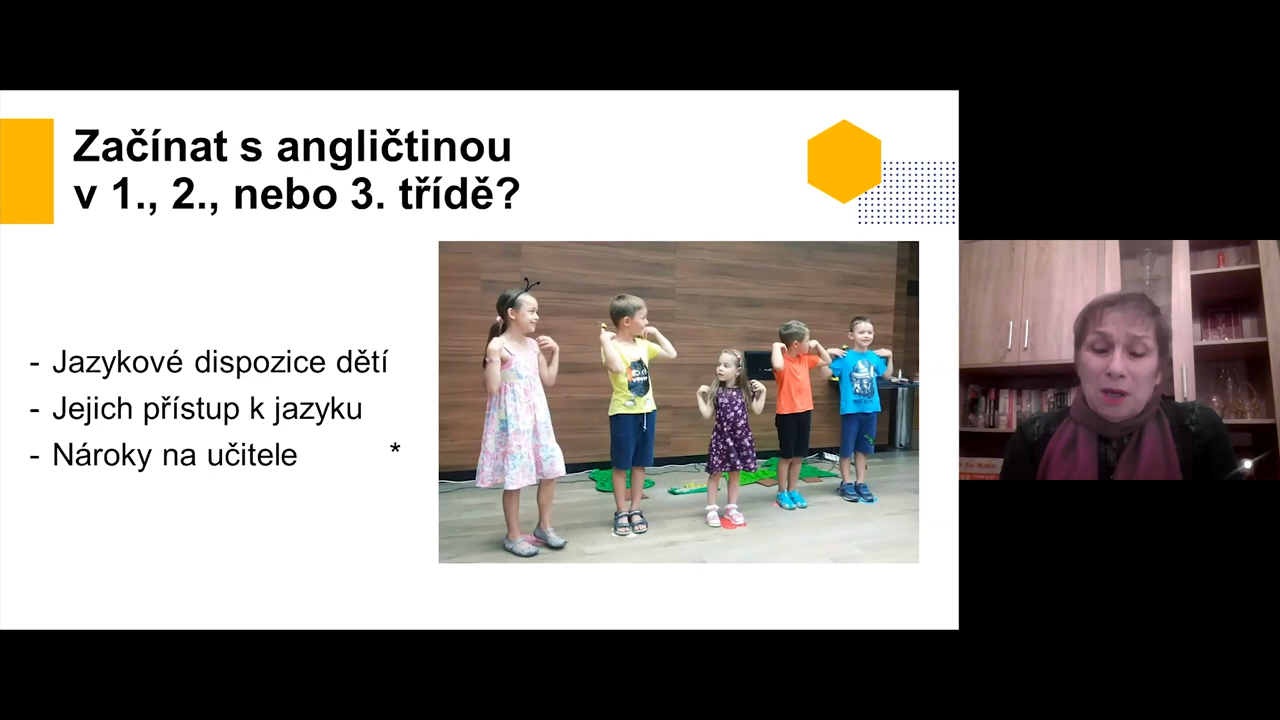 Začínat s angličtinou
v 1., 2., nebo 3. třídě?
- Jazykové dispozice dětí
- Jejich přístup k jazyku
- Nároky na učitele *